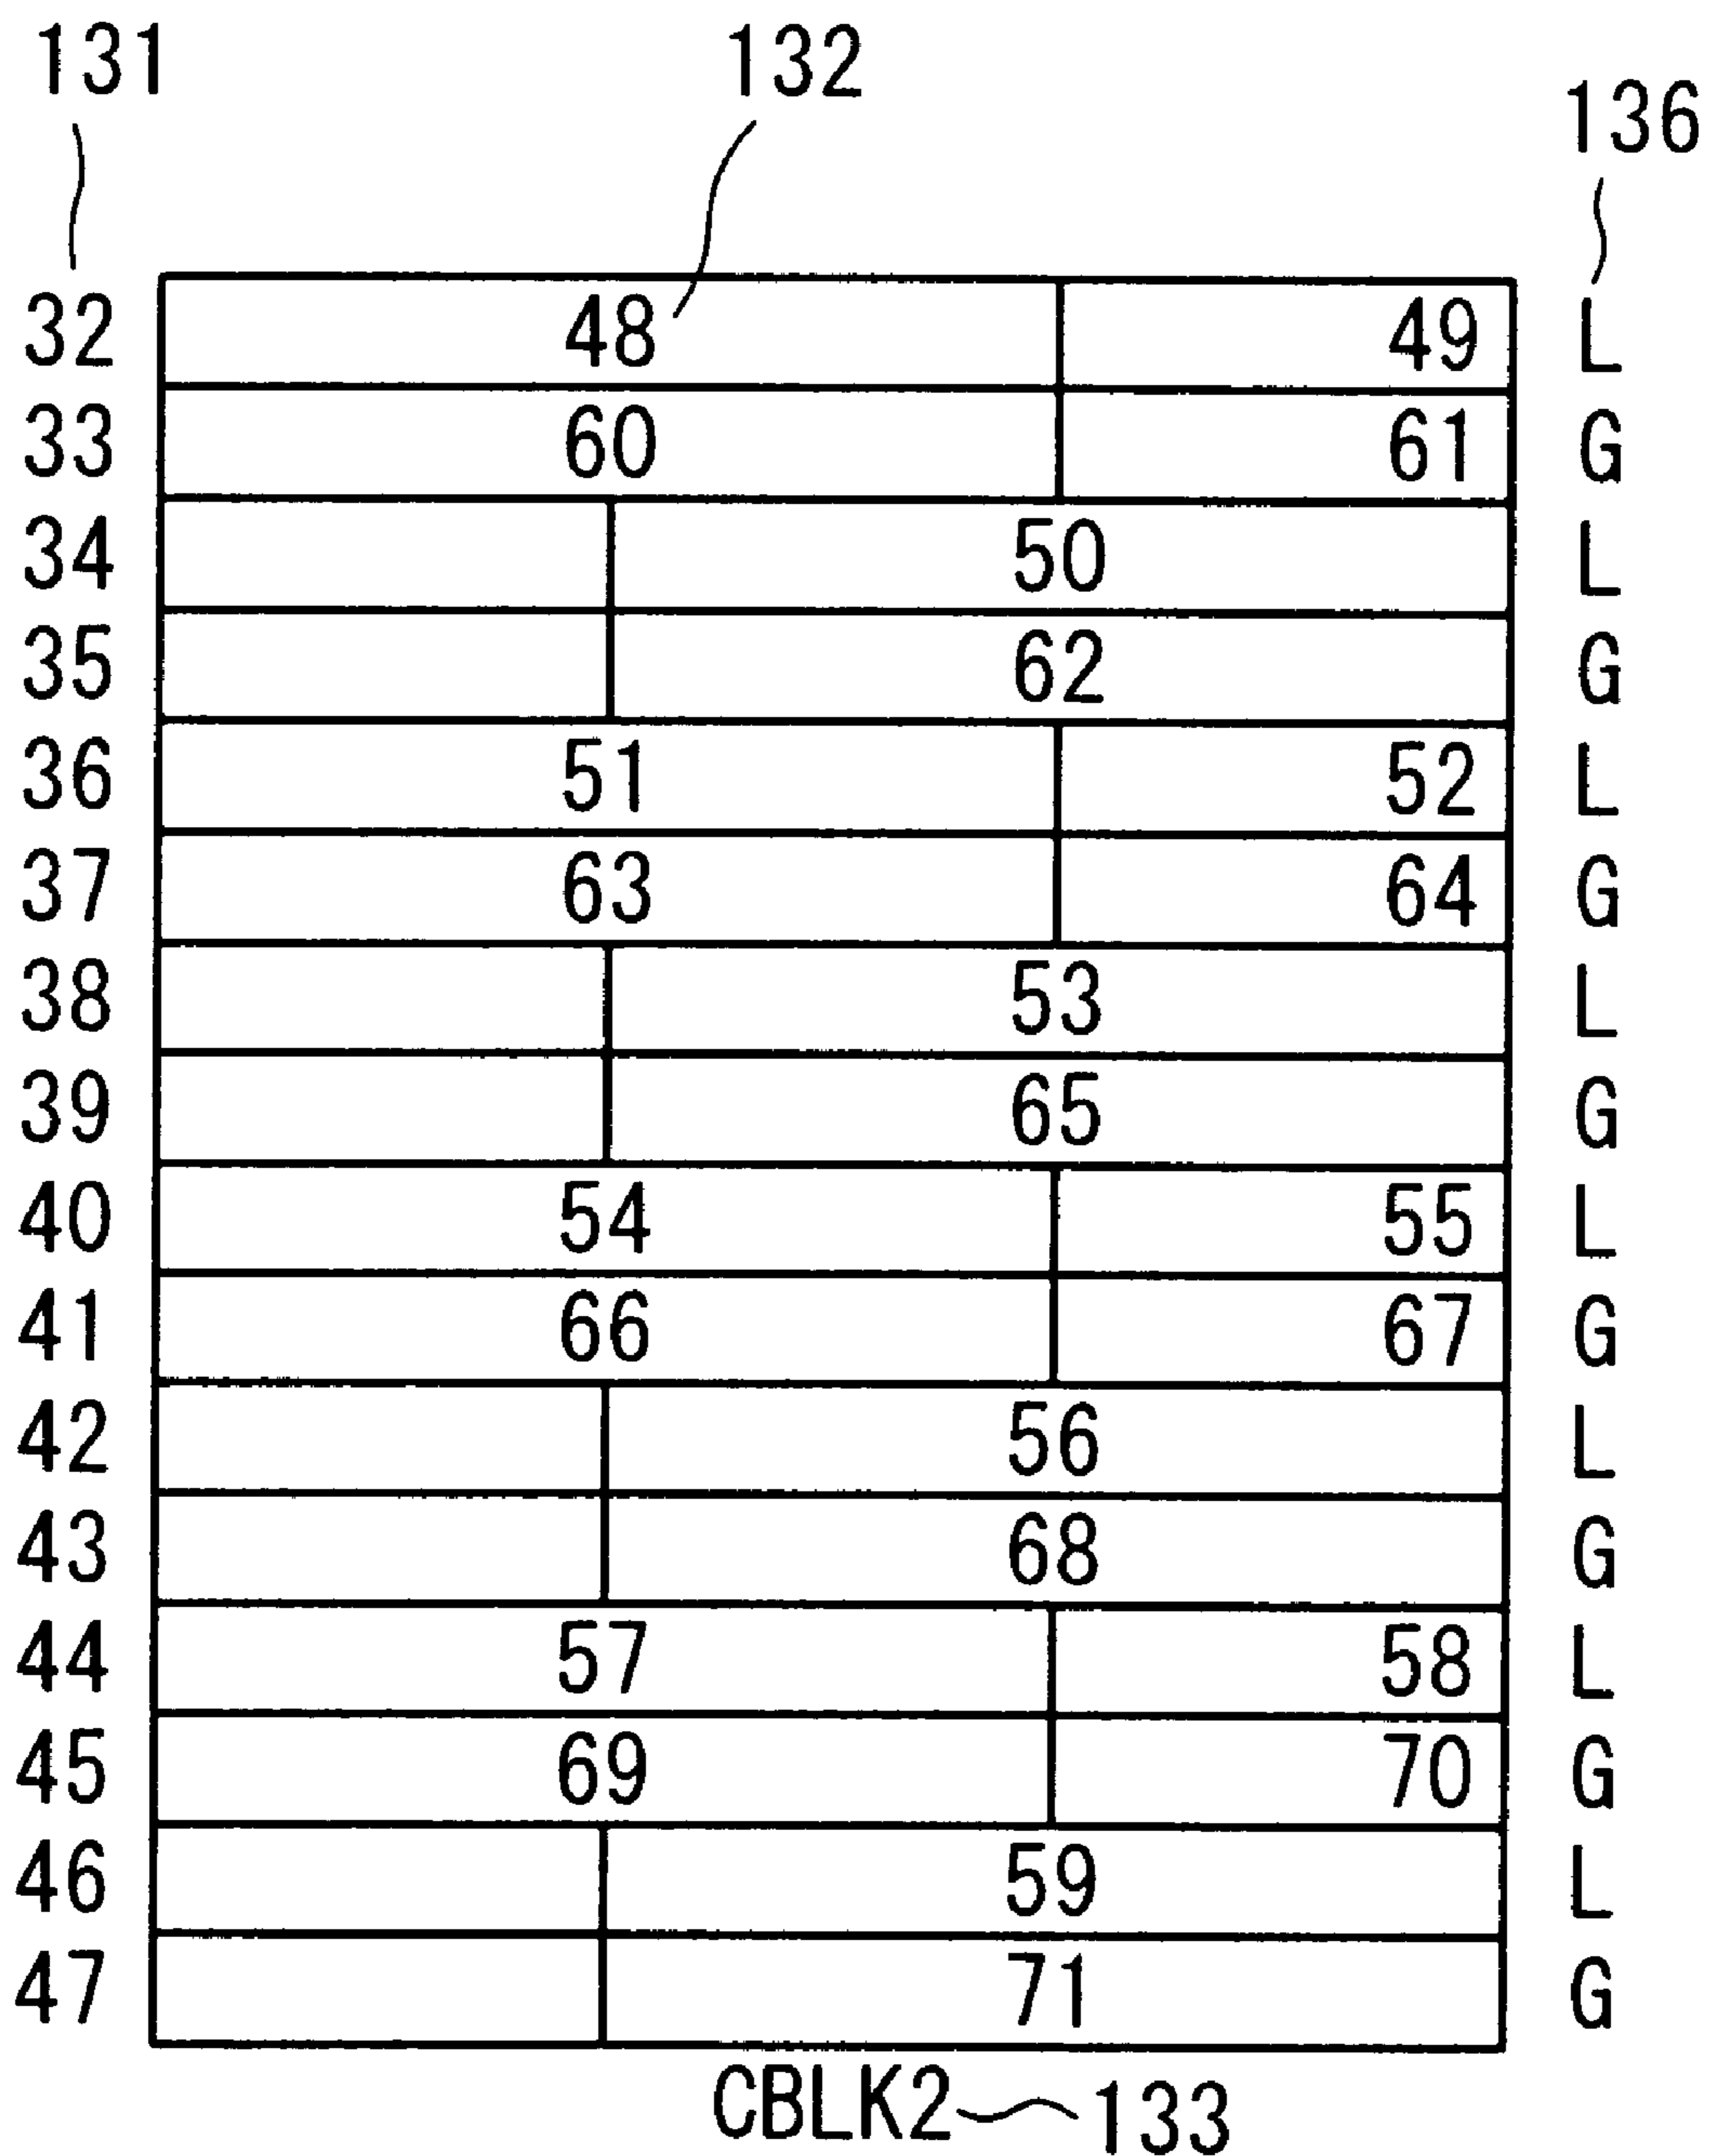 131 132 136
32 48 49 L
33 60 61 G
34 50 L
35 62 G
36 51 52 L
37 63 64 G
38 53 L
39 65 G
40 54 55 L
41 66 67 G
42 56 L
43 68 G
44 57 58 L
45 69 70 G
46 59 L
47 71 G
CBLK2 133